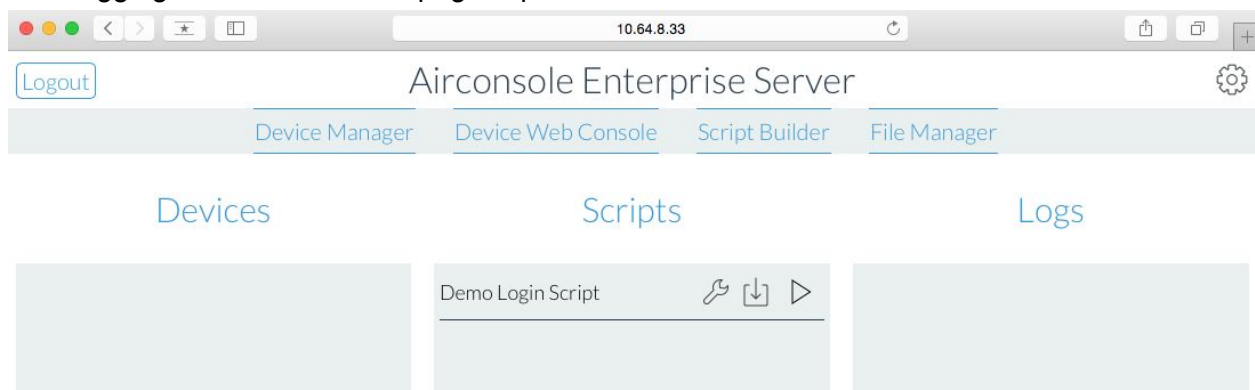 10.64.8.33
Logout
Airconsole Enterprise Server
Device Manager Device Web Console Script Builder File Manager
Devices Scripts Logs
Demo Login Script